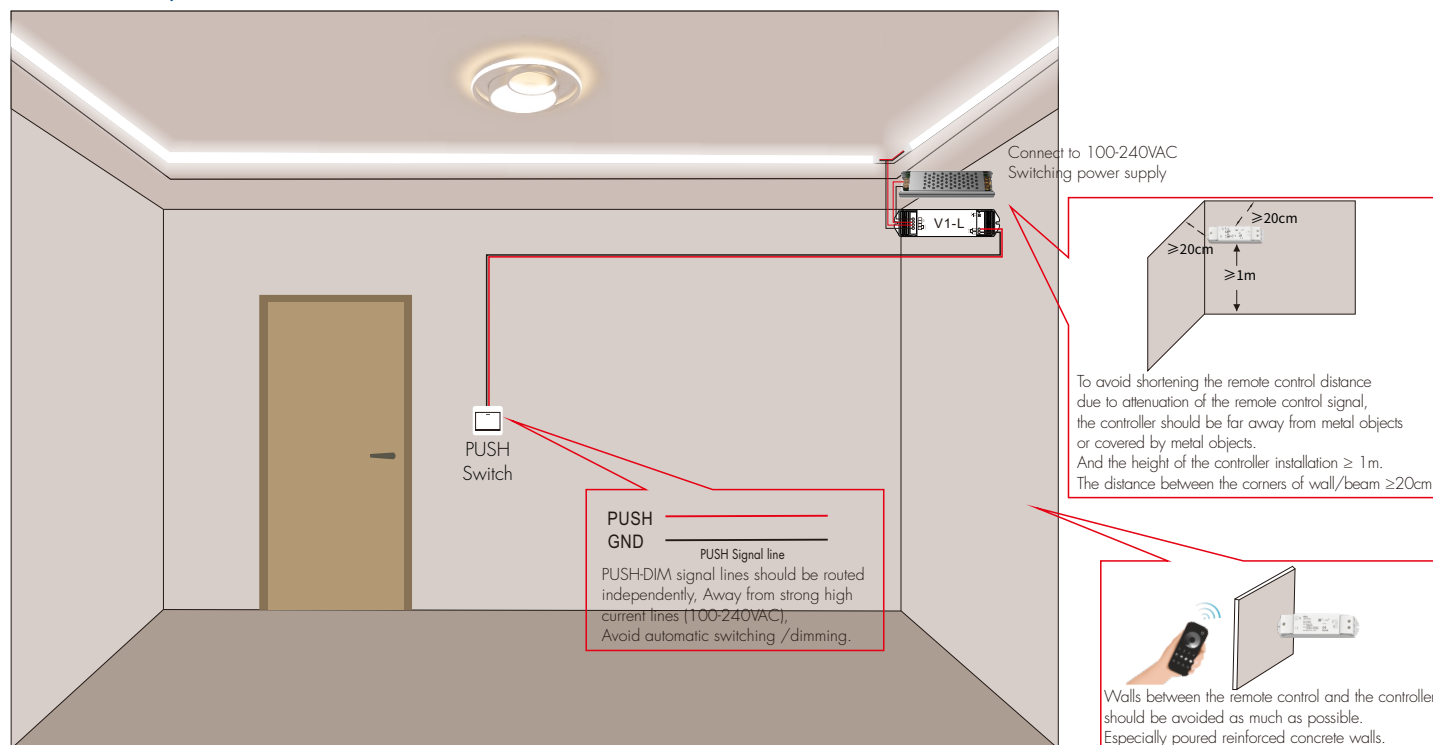 Connect to 100-240VAC
Switching power supply
V1-L
≥20cm
≥20cm
≥1m
To avoid shortening the remote control distance
due to attenuation of the remote control signal,
the controller should be far away from metal objects
or covered by metal objects.
And the height of the controller installation ≥ 1m.
The distance between the corners of wall/beam ≥20cm
PUSH
Switch
PUSH
GND
PUSH Signal line
PUSH-DIM signal lines should be routed
independently, Away from strong high
current lines (100-240VAC),
Avoid automatic switching /dimming.
Walls between the remote control and the controller
should be avoided as much as possible.
Especially poured reinforced concrete walls.